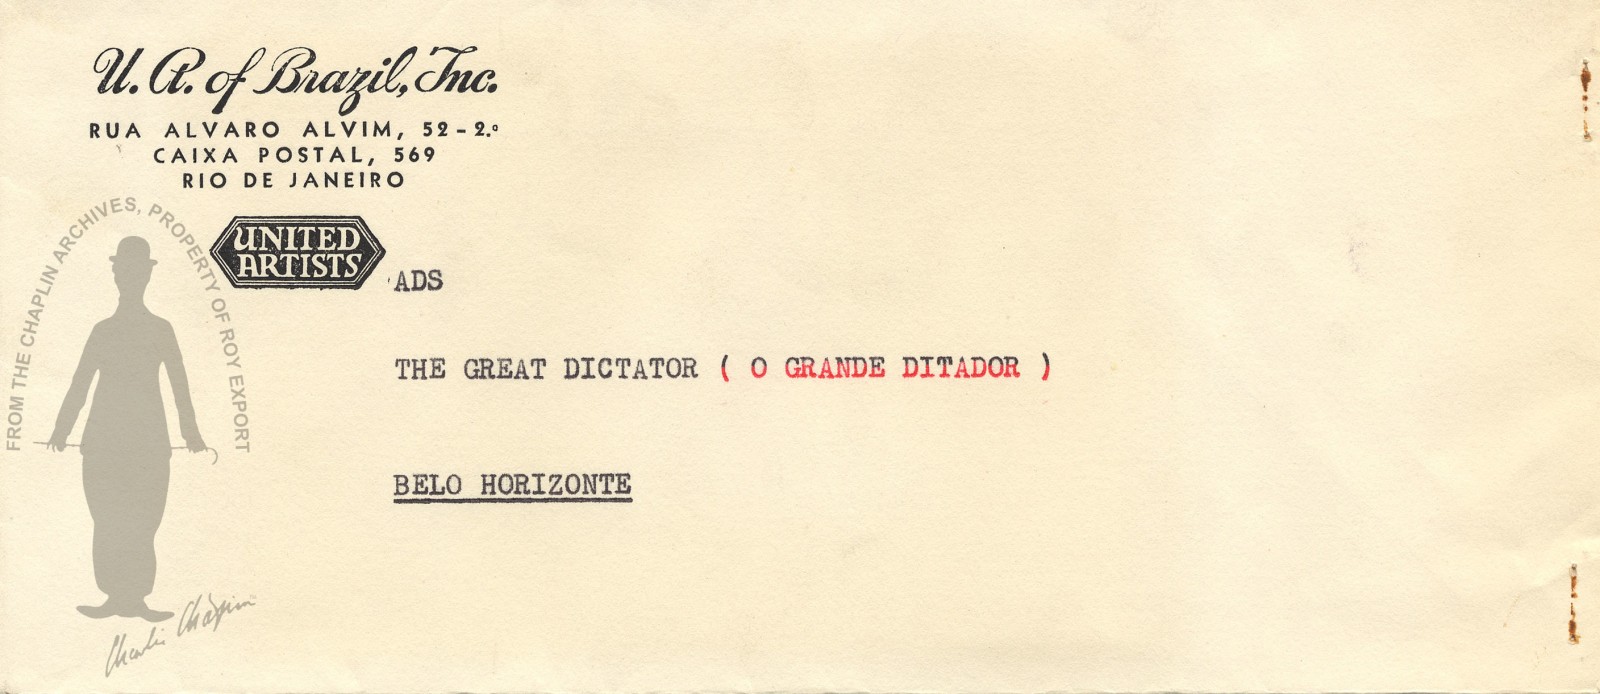 U. A. of Brazil, Inc.
RUA ALVARO ALVIM, 52 - 2.º
CAIXA POSTAL, 569
RIO DE JANEIRO
UNITED
ARTISTS
ADS
THE GREAT DICTATOR ( O GRANDE DITADOR )
BELO HORIZONTE
FROM THE CHAPLIN ARCHIVES, PROPERTY OF ROY EXPORT
Charlie Chaplin